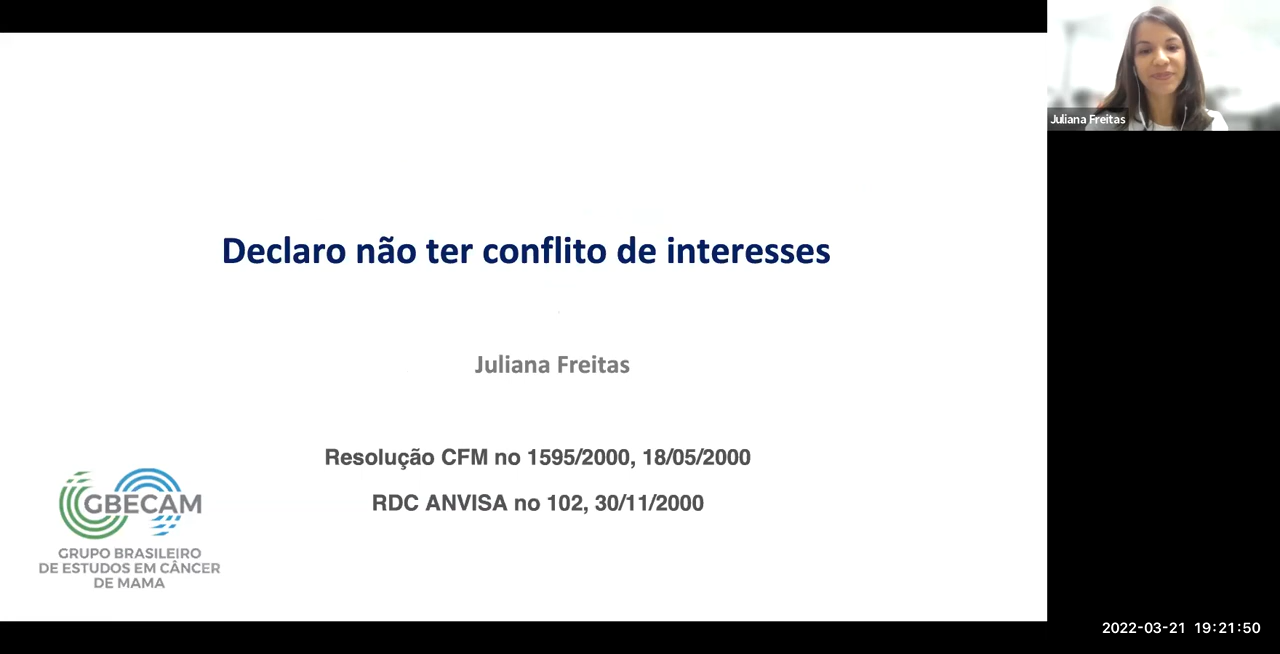 Declaro não ter conflito de interesses
Juliana Freitas
Resolução CFM no 1595/2000, 18/05/2000
RDC ANVISA no 102, 30/11/2000
GBECAM
GRUPO BRASILEIRO
DE ESTUDOS EM CÂNCER
DE MAMA
Juliana Freitas
2022-03-21 19:21:50